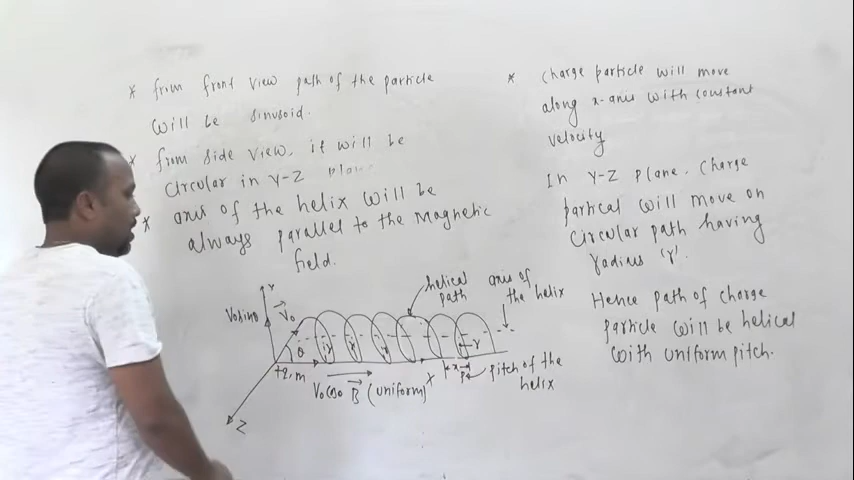 * from front view path of the particle
will be sinusoid.
* from side view, it will be
circular in Y-Z plane
* axis of the helix will be
always parallel to the Magnetic
field.
* charge particle will move
along x-axis with constant
velocity
In Y-Z plane, charge
partical will move on
circular path having
radius 'r'.
Hence path of charge
particle will be helical
with uniform pitch.
helical
path
axis of
the helix
Y
V₀sinθ
V₀
θ
r
r
r
r
+q,m
V₀cosθ
B (uniform)
X
x
P
pitch of the
helix
Z